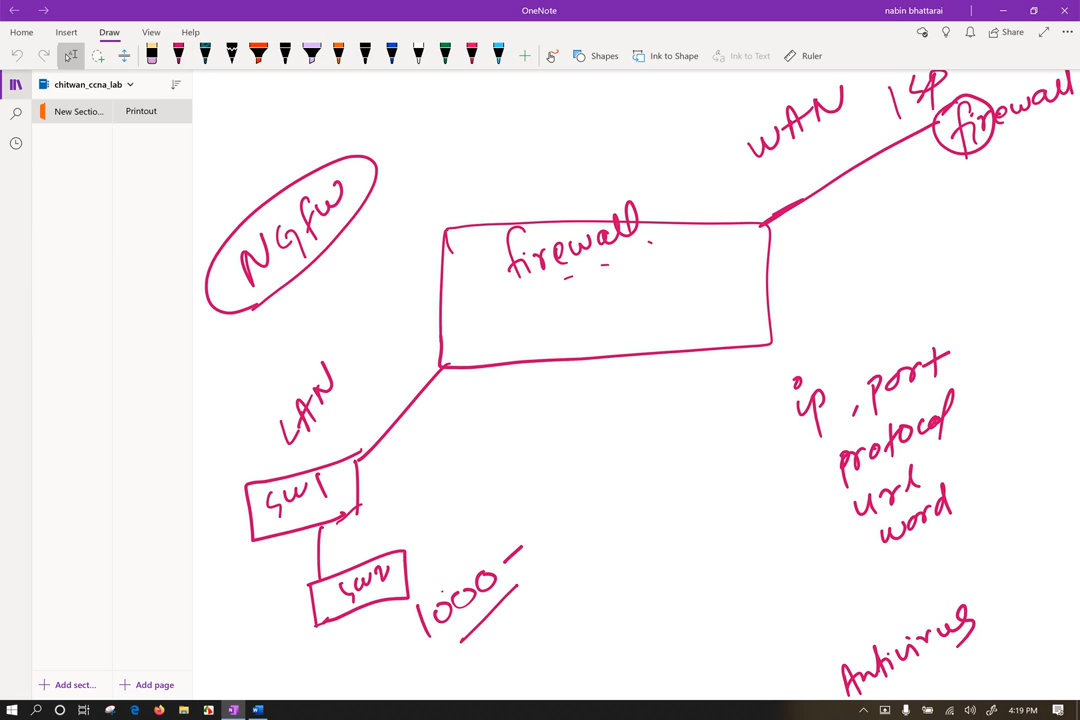 OneNote
nabin bhattarai
Home Insert Draw View Help
Share
Shapes
Ink to Shape
Ink to Text
Ruler
chitwan_ccna_lab
New Sectio...
Printout
WAN
ISP
firewall
NGfw
firewall
LAN
SW1
SW2
1000
ip, port
protocol
url
word
Antivirus
Add sect...
Add page
4:19 PM